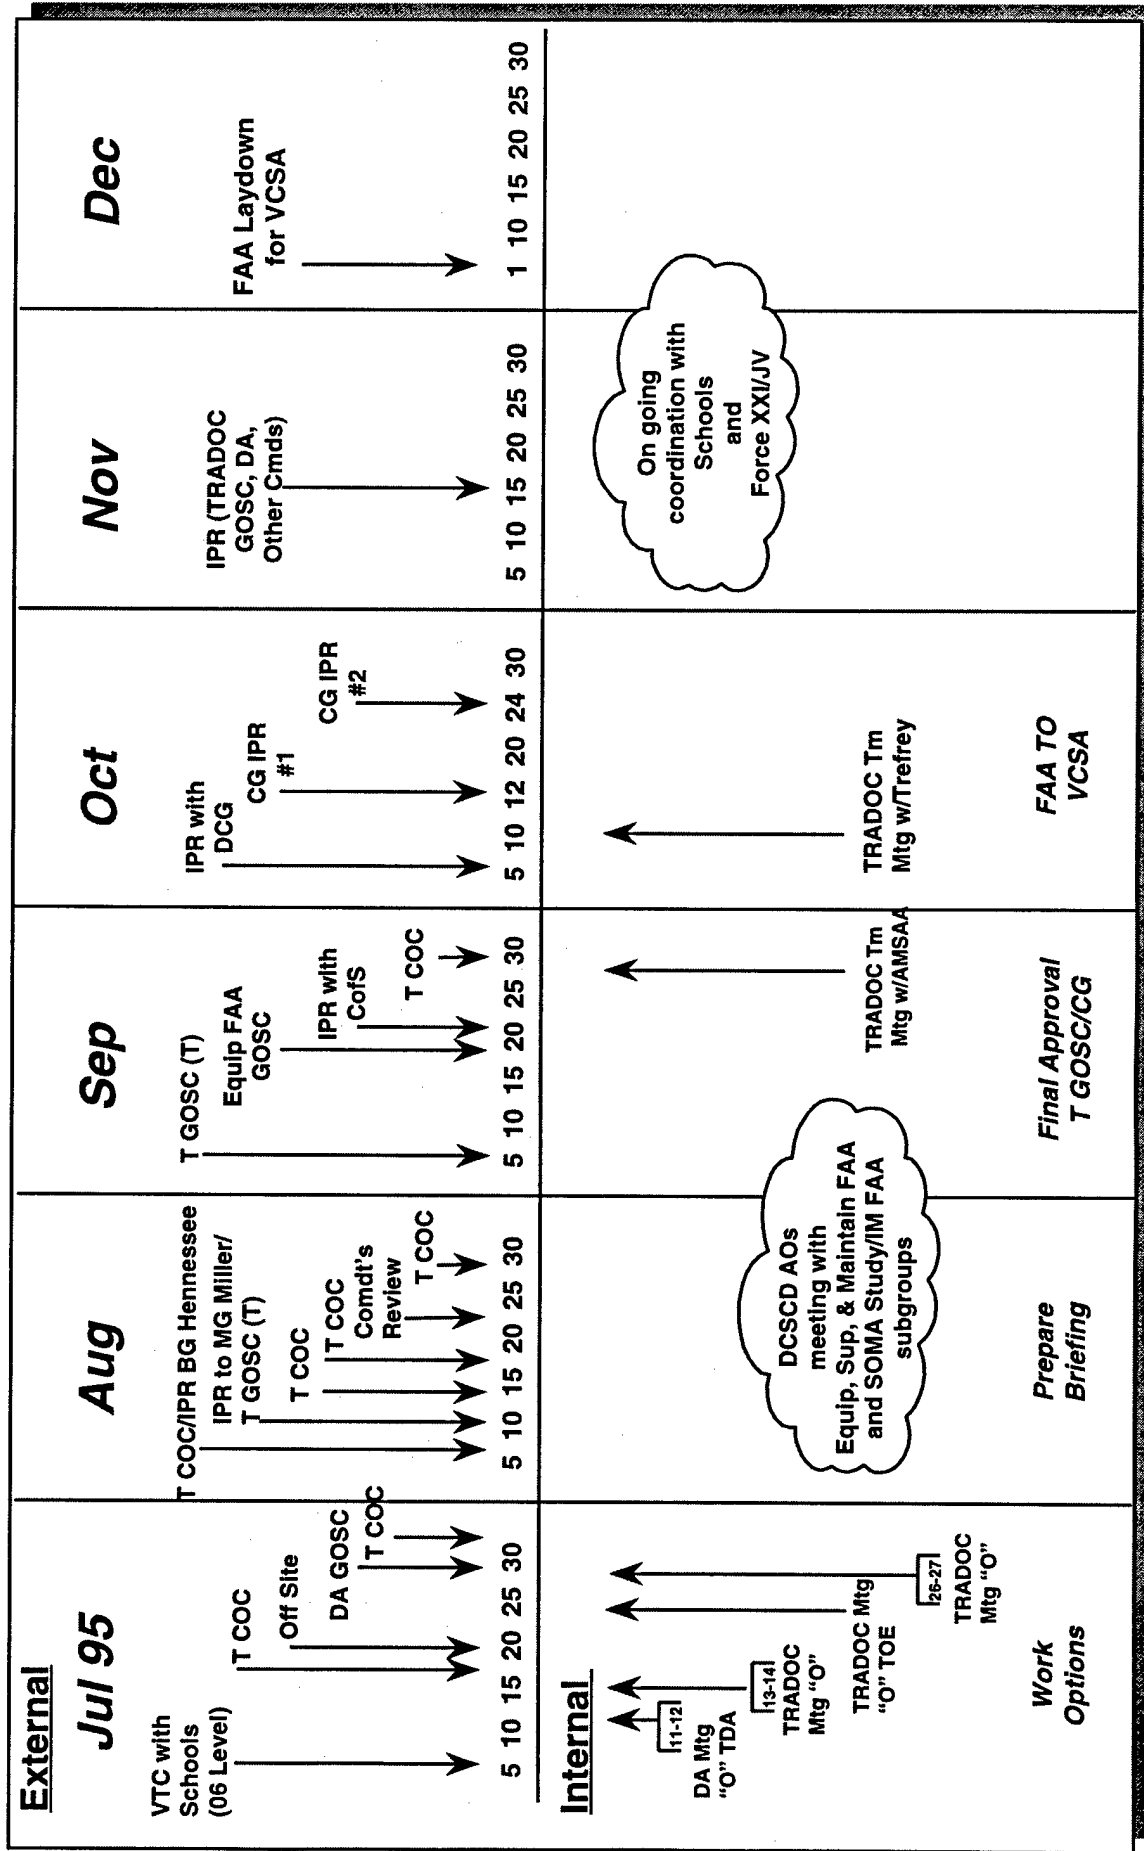 External
Jul 95
VTC with
Schools
(06 Level)
T COC
Off Site
DA GOSC
T COC
5 10 15 20 25 30
Aug
T COC/IPR BG Hennessee
IPR to MG Miller/
T GOSC (T)
T COC
T COC
Comdt's
Review
T COC
5 10 15 20 25 30
Sep
T GOSC (T)
Equip FAA
GOSC
IPR with
CofS
T COC
5 10 15 20 25 30
Oct
IPR with
DCG
CG IPR
#1
CG IPR
#2
5 10 12 20 24 30
Nov
IPR (TRADOC
GOSC, DA,
Other Cmds)
5 10 15 20 25 30
Dec
FAA Laydown
for VCSA
1 10 15 20 25 30
Internal
11-12
DA Mtg
"O" TDA
13-14
TRADOC
Mtg "O"
TRADOC Mtg
"O" TOE
26-27
TRADOC
Mtg "O"
Work
Options
DCSCD AOs
meeting with
Equip, Sup, & Maintain FAA
and SOMA Study/IM FAA
subgroups
Prepare
Briefing
TRADOC Tm
Mtg w/AMSAA
Final Approval
T GOSC/CG
TRADOC Tm
Mtg w/Trefrey
FAA TO
VCSA
On going
coordination with
Schools
and
Force XXI/JV